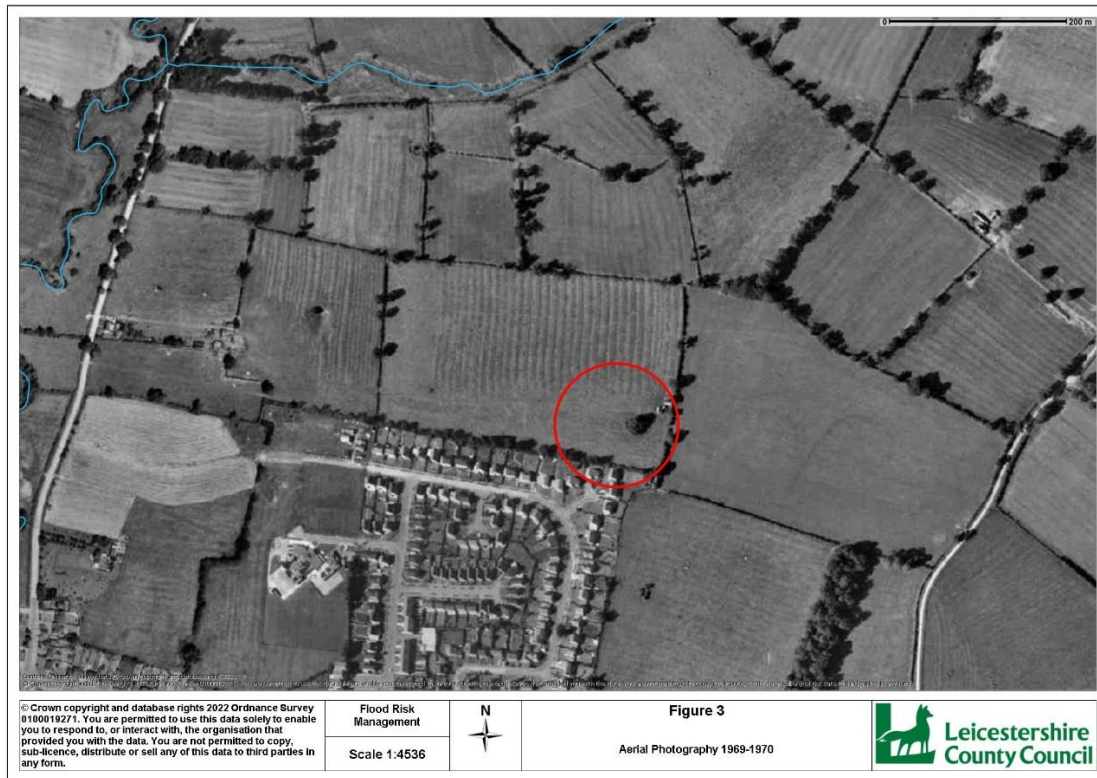 0 200 m
© Crown copyright and database rights 2022 Ordnance Survey
0100019271. You are permitted to use this data solely to enable
you to respond to, or interact with, the organisation that
provided you with the data. You are not permitted to copy,
sub-licence, distribute or sell any of this data to third parties in
any form.
Flood Risk
Management
Scale 1:4536
N
Figure 3
Aerial Photography 1969-1970
Leicestershire
County Council